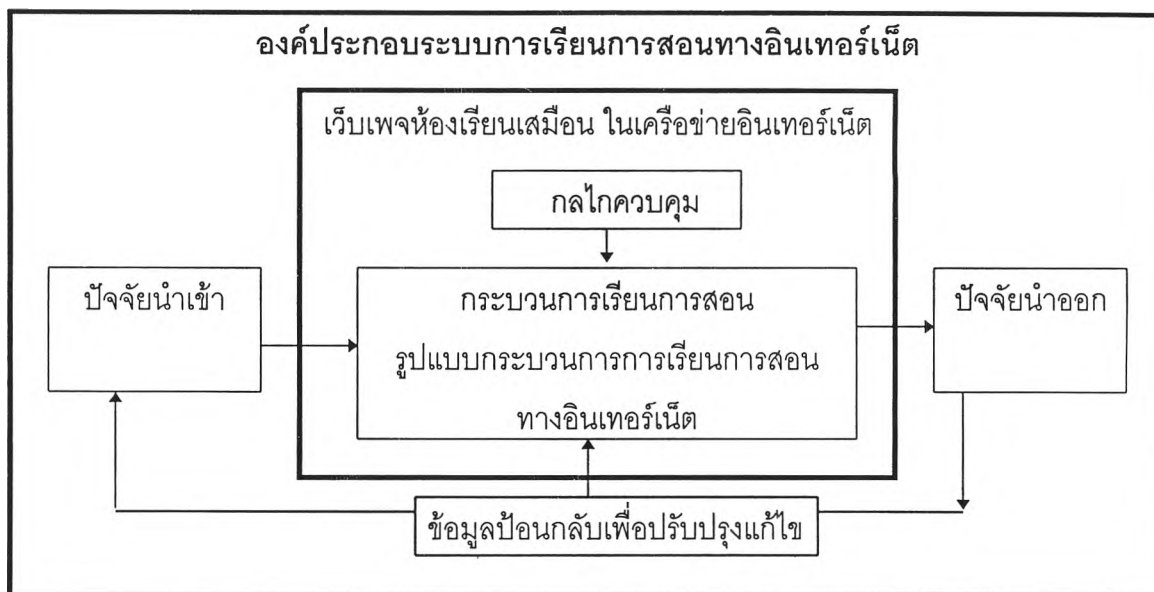 องค์ประกอบระบบการเรียนการสอนทางอินเทอร์เน็ต
เว็บเพจห้องเรียนเสมือน ในเครือข่ายอินเทอร์เน็ต
กลไกควบคุม
ปัจจัยนำเข้า
กระบวนการเรียนการสอน
รูปแบบกระบวนการการเรียนการสอน
ทางอินเทอร์เน็ต
ปัจจัยนำออก
ข้อมูลป้อนกลับเพื่อปรับปรุงแก้ไข